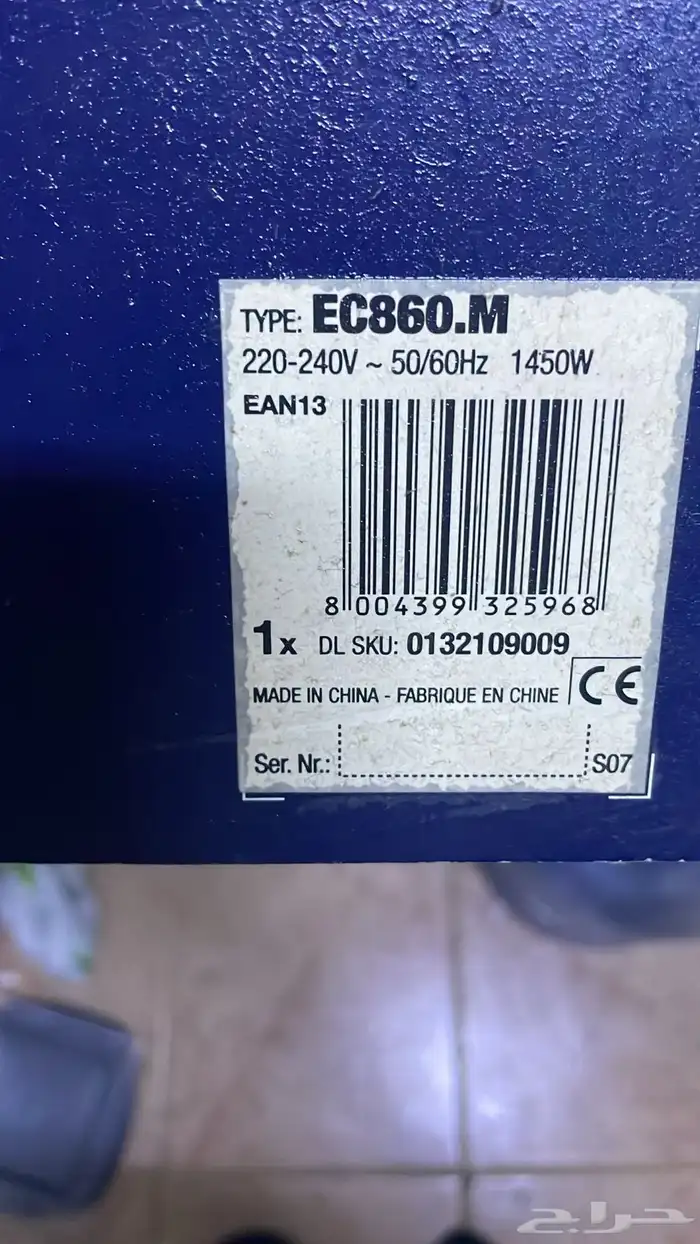 TYPE: EC860.M
220-240V ~ 50/60Hz 1450W
EAN13
8 004399 325968
1x DL SKU: 0132109009
MADE IN CHINA - FABRIQUE EN CHINE CE
Ser. Nr.: S07
حراج